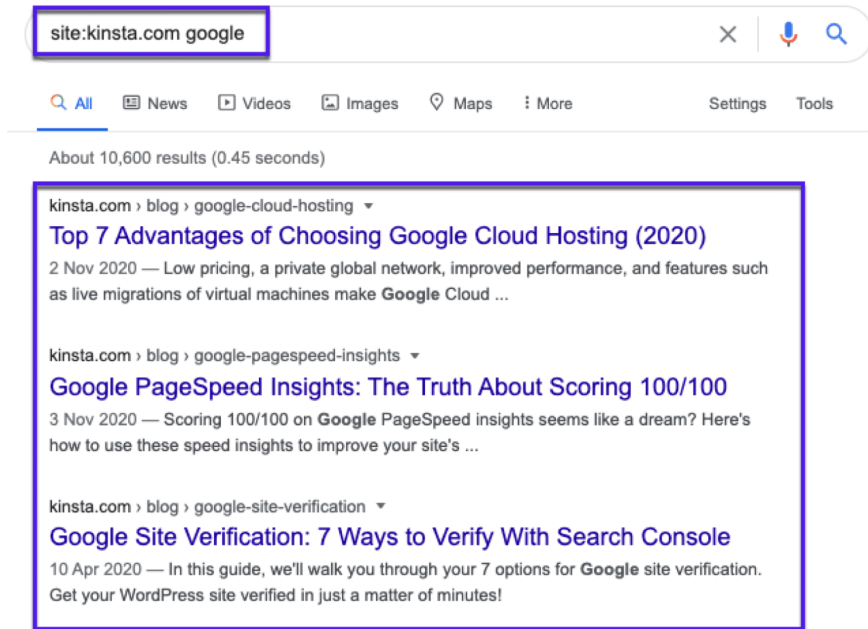 site:kinsta.com google
All News Videos Images Maps More Settings Tools
About 10,600 results (0.45 seconds)
kinsta.com › blog › google-cloud-hosting
Top 7 Advantages of Choosing Google Cloud Hosting (2020)
2 Nov 2020 — Low pricing, a private global network, improved performance, and features such
as live migrations of virtual machines make Google Cloud ...
kinsta.com › blog › google-pagespeed-insights
Google PageSpeed Insights: The Truth About Scoring 100/100
3 Nov 2020 — Scoring 100/100 on Google PageSpeed insights seems like a dream? Here's
how to use these speed insights to improve your site's ...
kinsta.com › blog › google-site-verification
Google Site Verification: 7 Ways to Verify With Search Console
10 Apr 2020 — In this guide, we'll walk you through your 7 options for Google site verification.
Get your WordPress site verified in just a matter of minutes!